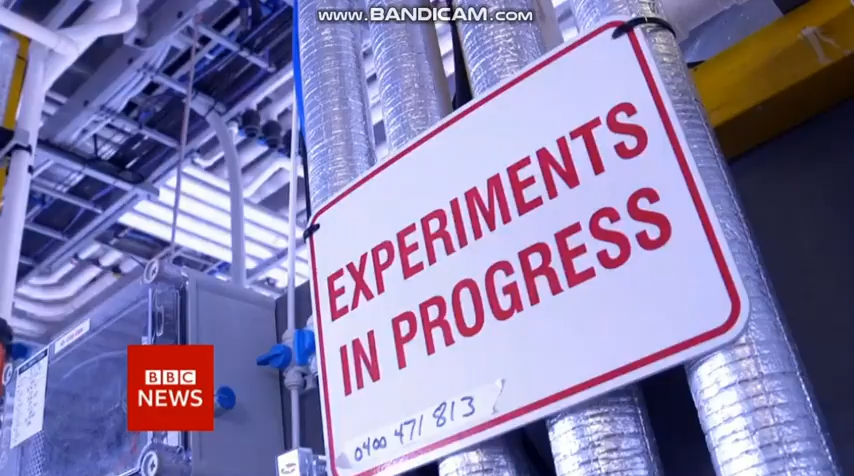 www.BANDICAM.com
EXPERIMENTS
IN PROGRESS
0400 471 813
BBC
NEWS